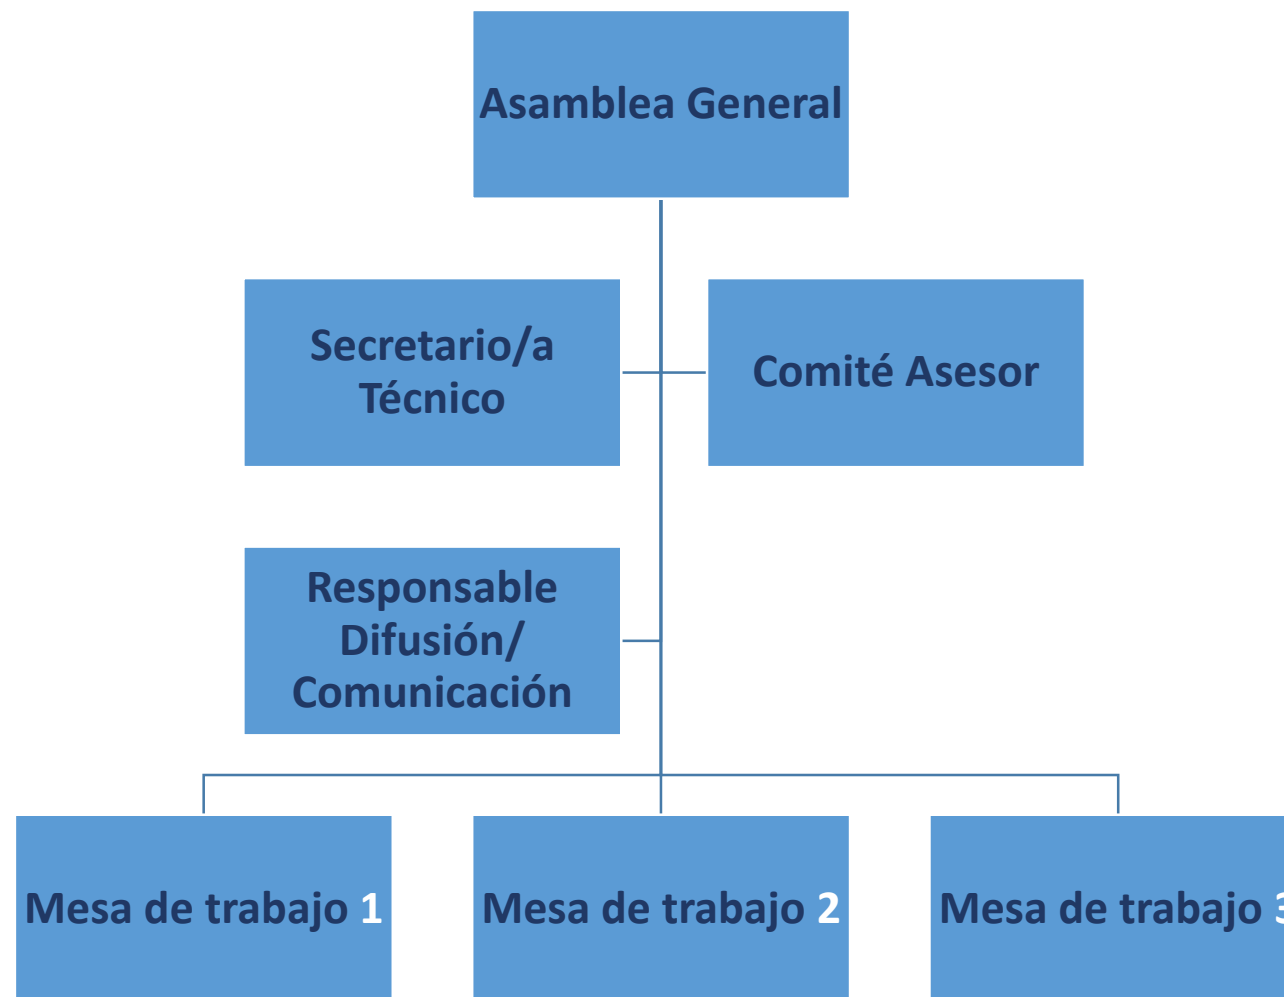 Asamblea General
Secretario/a
Técnico
Comité Asesor
Responsable
Difusión/
Comunicación
Mesa de trabajo 1
Mesa de trabajo 2
Mesa de trabajo 3